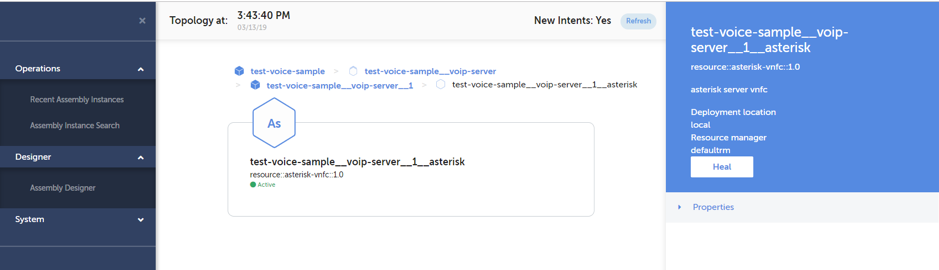 ×
Operations
Recent Assembly Instances
Assembly Instance Search
Designer
Assembly Designer
System
Topology at:
3:43:40 PM
03/13/19
New Intents: Yes
Refresh
test-voice-sample > test-voice-sample__voip-server
> test-voice-sample__voip-server__1 > test-voice-sample__voip-server__1__asterisk
As
test-voice-sample__voip-server__1__asterisk
resource::asterisk-vnfc::1.0
Active
test-voice-sample__voip-
server__1__asterisk
resource::asterisk-vnfc::1.0
asterisk server vnfc
Deployment location
local
Resource manager
defaultrm
Heal
Properties